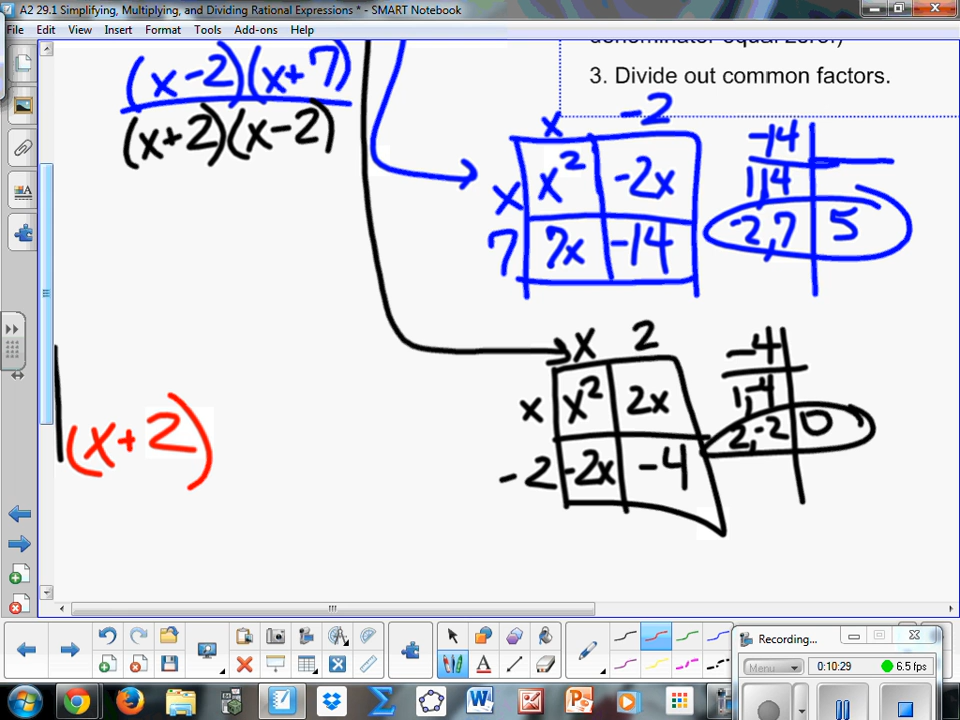 A2 29.1 Simplifying, Multiplying, and Dividing Rational Expressions * - SMART Notebook
File Edit View Insert Format Tools Add-ons Help
denominator equal zero.)
3. Divide out common factors.
(x-2)(x+7)
(x+2)(x-2)
x -2
x x² -2x
7 7x -14
-14
1,14
-2,7 5
x 2
x x² 2x
-2 -2x -4
-4
1,-4
2,-2 0
(x+2)
Recording...
Menu 0:10:29 6.5 fps